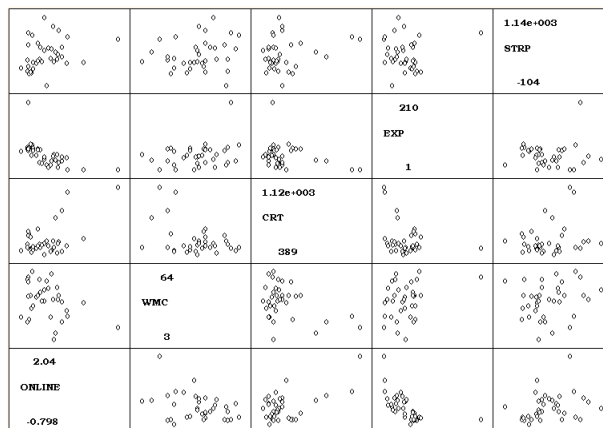 1.14e+003
STRP
-104
210
EXP
1
1.12e+003
CRT
389
64
WMC
3
2.04
ONLINE
-0.798